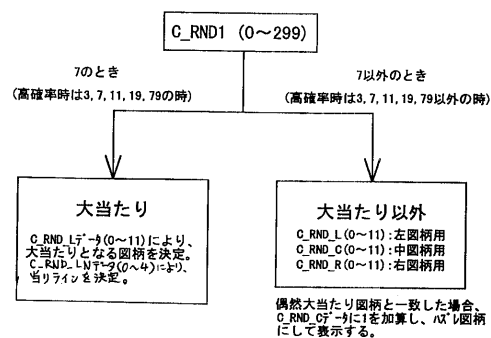 C_RND1 (0～299)
7のとき
(高確率時は3,7,11,19,79の時)
7以外のとき
(高確率時は3,7,11,19,79以外の時)
大当たり
C_RND_Lﾃﾞｰﾀ(0～11)により、
大当たりとなる図柄を決定。
C_RND_LNﾃﾞｰﾀ(0～4)により、
当りラインを決定。
大当たり以外
C_RND_L(0～11):左図柄用
C_RND_C(0～11):中図柄用
C_RND_R(0～11):右図柄用
偶然大当たり図柄と一致した場合、
C_RND_Cﾃﾞｰﾀに1を加算し、ﾊｽﾞﾚ図柄
にして表示する。